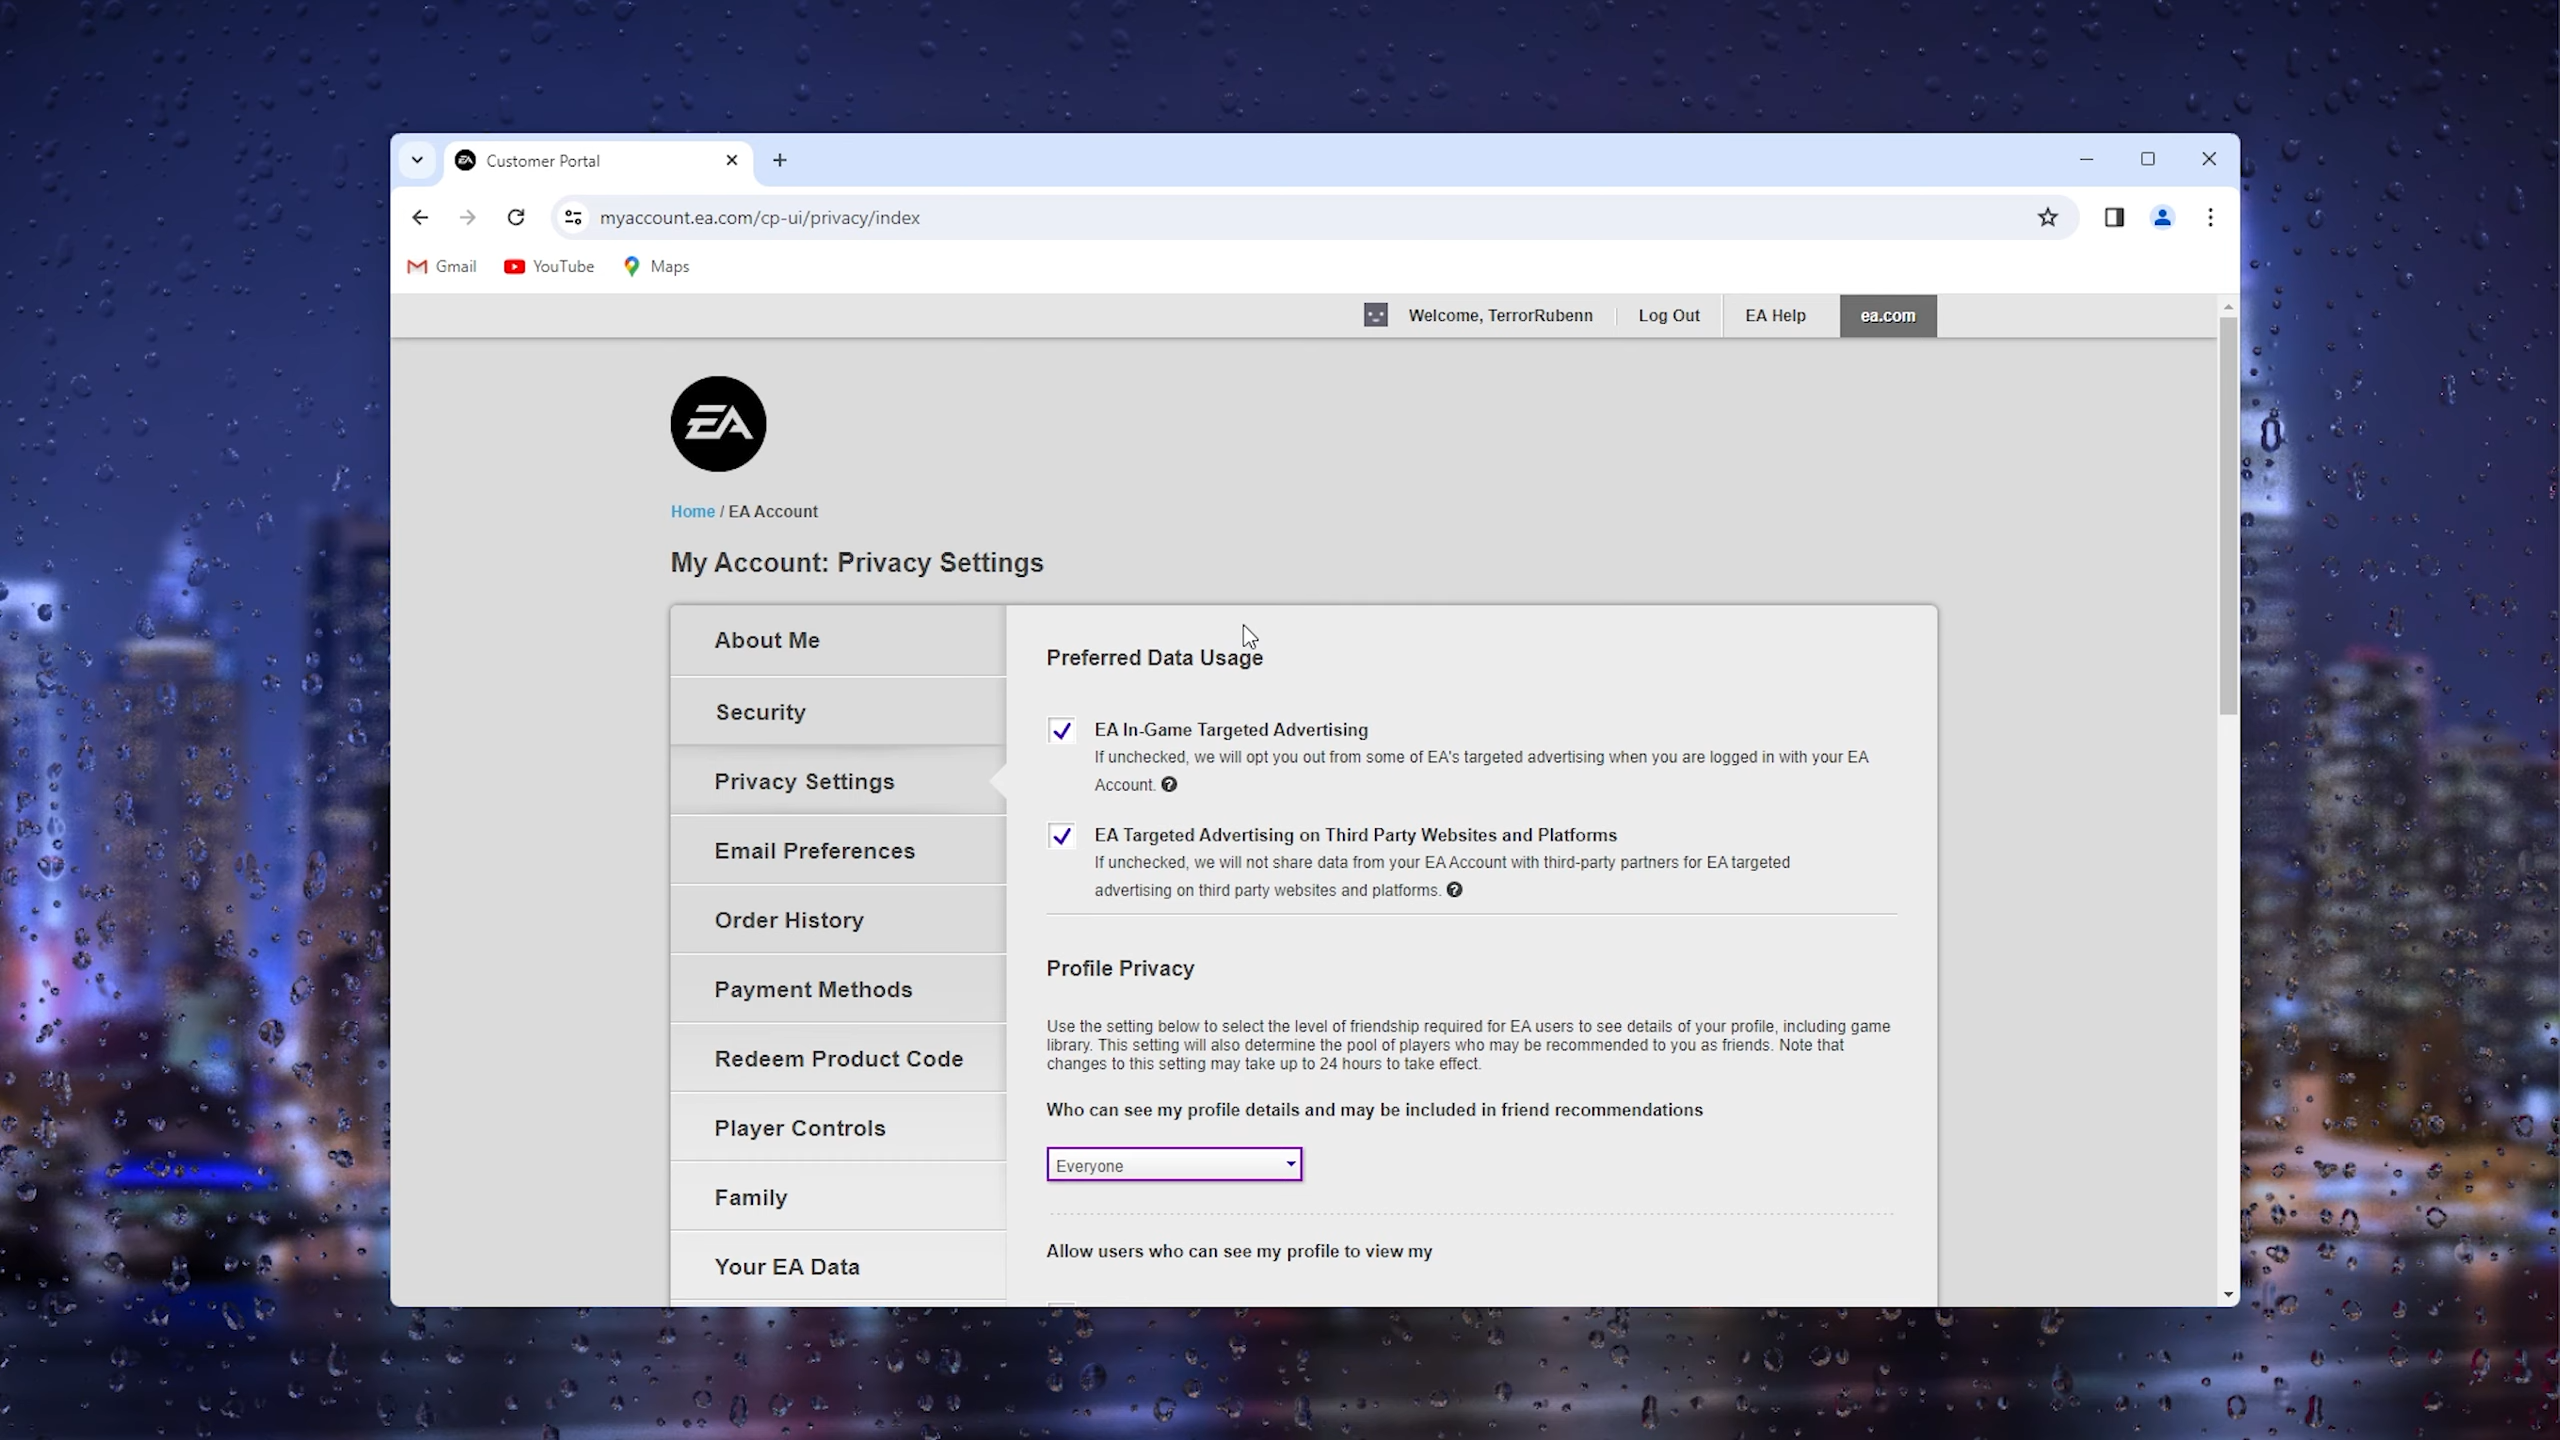 Customer Portal
myaccount.ea.com/cp-ui/privacy/index
Gmail YouTube Maps
Welcome, TerrorRubenn Log Out EA Help ea.com
EA
Home / EA Account
My Account: Privacy Settings
About Me
Security
Privacy Settings
Email Preferences
Order History
Payment Methods
Redeem Product Code
Player Controls
Family
Your EA Data
Preferred Data Usage
EA In-Game Targeted Advertising
If unchecked, we will opt you out from some of EA's targeted advertising when you are logged in with your EA
Account. ?
EA Targeted Advertising on Third Party Websites and Platforms
If unchecked, we will not share data from your EA Account with third-party partners for EA targeted
advertising on third party websites and platforms. ?
Profile Privacy
Use the setting below to select the level of friendship required for EA users to see details of your profile, including game
library. This setting will also determine the pool of players who may be recommended to you as friends. Note that
changes to this setting may take up to 24 hours to take effect.
Who can see my profile details and may be included in friend recommendations
Everyone
Allow users who can see my profile to view my